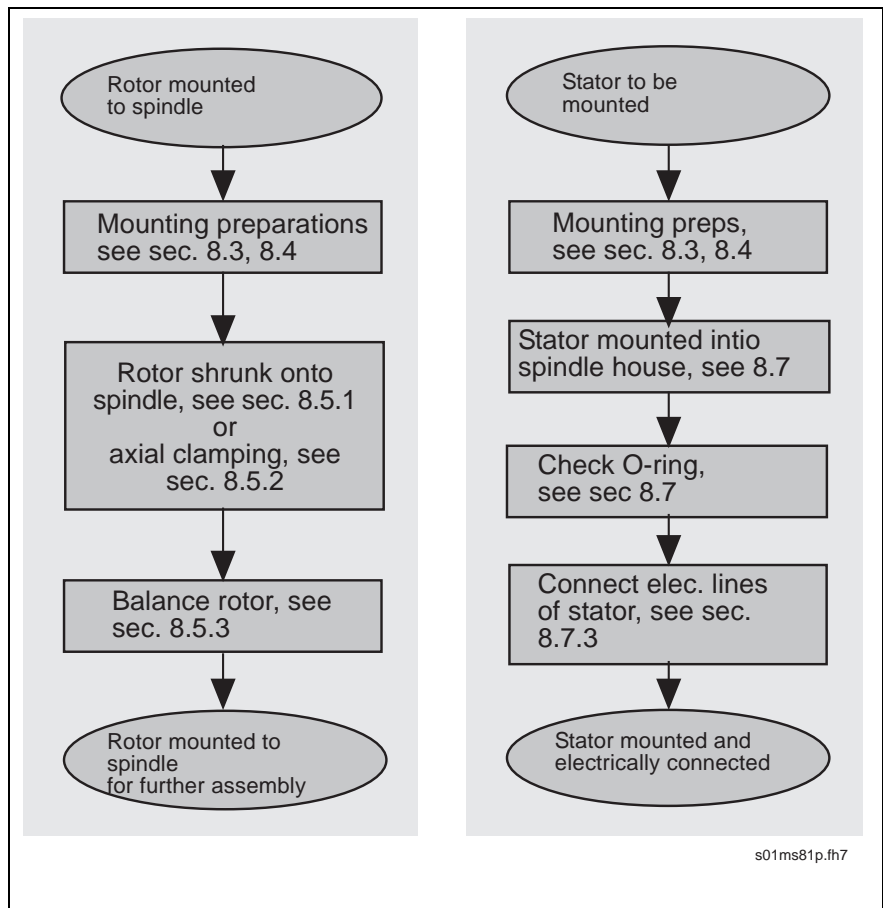 Rotor mounted
to spindle
Mounting preparations
see sec. 8.3, 8.4
Rotor shrunk onto
spindle, see sec. 8.5.1
or
axial clamping, see
sec. 8.5.2
Balance rotor, see
sec. 8.5.3
Rotor mounted to
spindle
for further assembly
Stator to be
mounted
Mounting preps,
see sec. 8.3, 8.4
Stator mounted intio
spindle house, see 8.7
Check O-ring,
see sec 8.7
Connect elec. lines
of stator, see sec.
8.7.3
Stator mounted and
electrically connected
s01ms81p.fh7